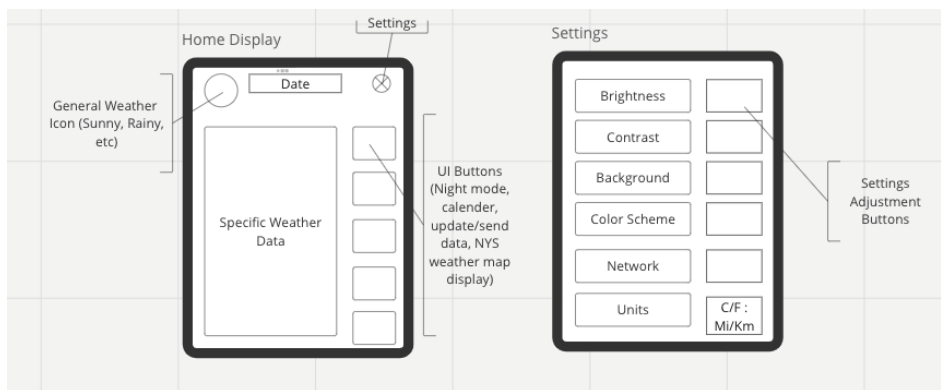 Settings
Home Display
Settings
Date
General Weather
Icon (Sunny, Rainy,
etc)
Specific Weather
Data
UI Buttons
(Night mode,
calender,
update/send
data, NYS
weather map
display)
Brightness
Contrast
Background
Color Scheme
Network
Units
C/F :
Mi/Km
Settings
Adjustment
Buttons